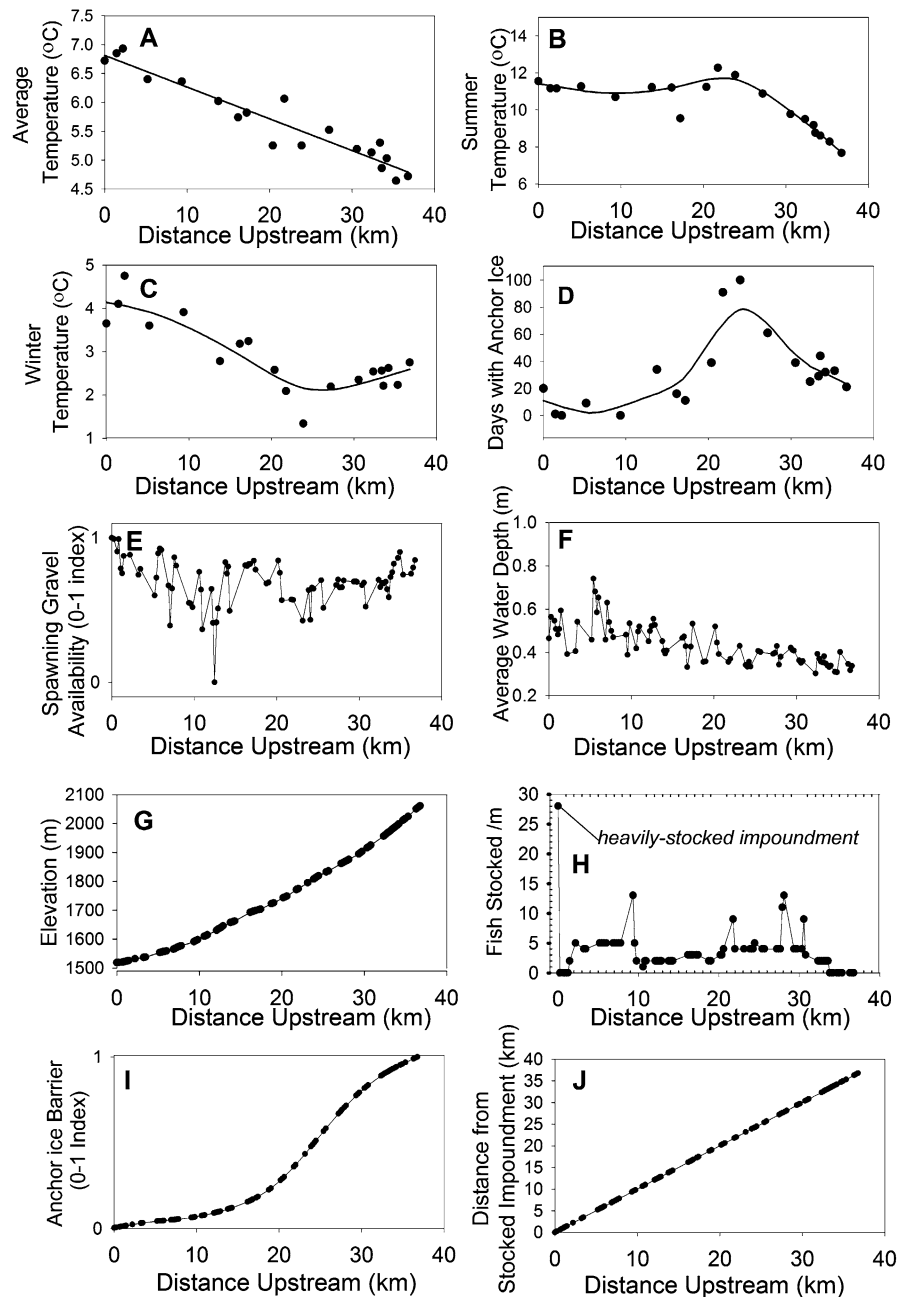 A
Average
Temperature (ºC)
7.5
7.0
6.5
6.0
5.5
5.0
4.5
0 10 20 30 40
Distance Upstream (km)
B
Summer
Temperature (ºC)
14
12
10
8
6
0 10 20 30 40
Distance Upstream (km)
C
Winter
Temperature (ºC)
5
4
3
2
1
0 10 20 30 40
Distance Upstream (km)
D
Days with Anchor Ice
100
80
60
40
20
0
0 10 20 30 40
Distance Upstream (km)
E
Spawning Gravel
Availability (0-1 index)
1
0
0 10 20 30 40
Distance Upstream (km)
F
Average Water Depth (m)
1.0
0.8
0.6
0.4
0.2
0 10 20 30 40
Distance Upstream (km)
G
Elevation (m)
2100
2000
1900
1800
1700
1600
1500
0 10 20 30 40
Distance Upstream (km)
H
heavily-stocked impoundment
Fish Stocked /m
30
25
20
15
10
5
0
0 10 20 30 40
Distance Upstream (km)
I
Anchor ice Barrier
(0-1 Index)
1
0
0 10 20 30 40
Distance Upstream (km)
J
Distance from
Stocked Impoundment (km)
40
35
30
25
20
15
10
5
0
0 10 20 30 40
Distance Upstream (km)